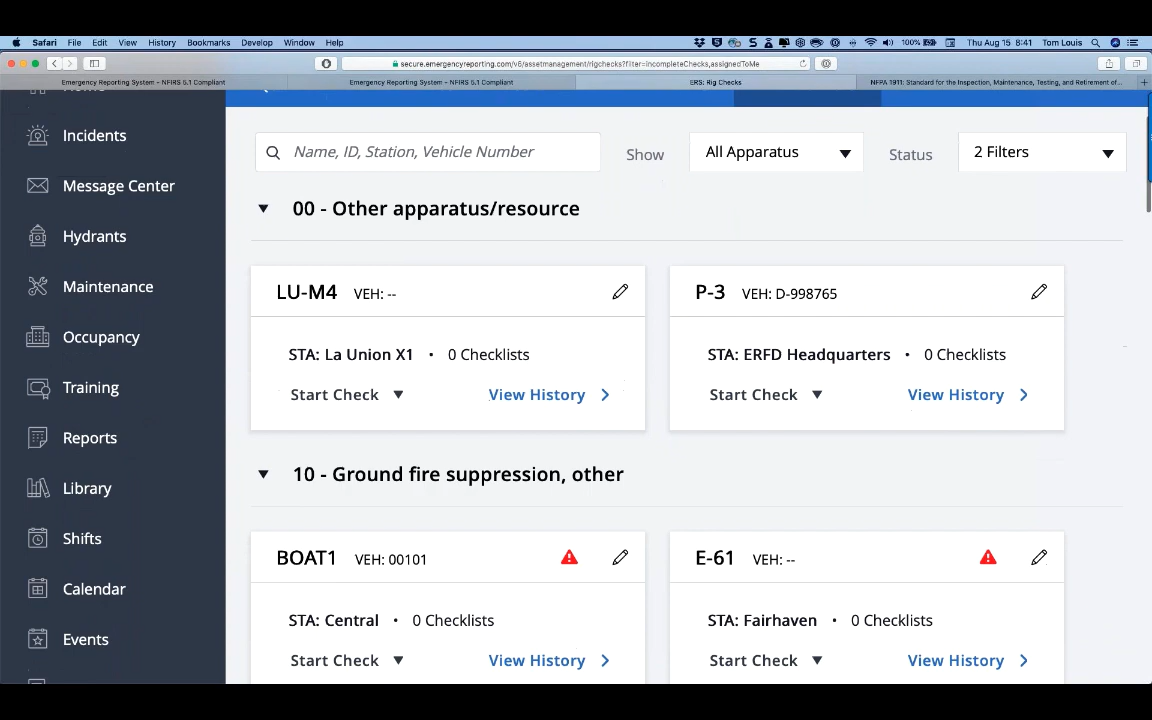 Safari File Edit View History Bookmarks Develop Window Help 100% Thu Aug 15 8:41 Tom Louis
secure.emergencyreporting.com/v6/assetmanagement/rigchecks?filter=incompleteChecks,assignedToMe
Emergency Reporting System - NFIRS 5.1 Compliant Emergency Reporting System - NFIRS 5.1 Compliant ERS: Rig Checks NFPA 1911: Standard for the Inspection, Maintenance, Testing, and Retirement of...
Incidents
Message Center
Hydrants
Maintenance
Occupancy
Training
Reports
Library
Shifts
Calendar
Events
Name, ID, Station, Vehicle Number Show All Apparatus Status 2 Filters
00 - Other apparatus/resource
LU-M4 VEH: --
STA: La Union X1 • 0 Checklists
Start Check View History
P-3 VEH: D-998765
STA: ERFD Headquarters • 0 Checklists
Start Check View History
10 - Ground fire suppression, other
BOAT1 VEH: 00101
STA: Central • 0 Checklists
Start Check View History
E-61 VEH: --
STA: Fairhaven • 0 Checklists
Start Check View History